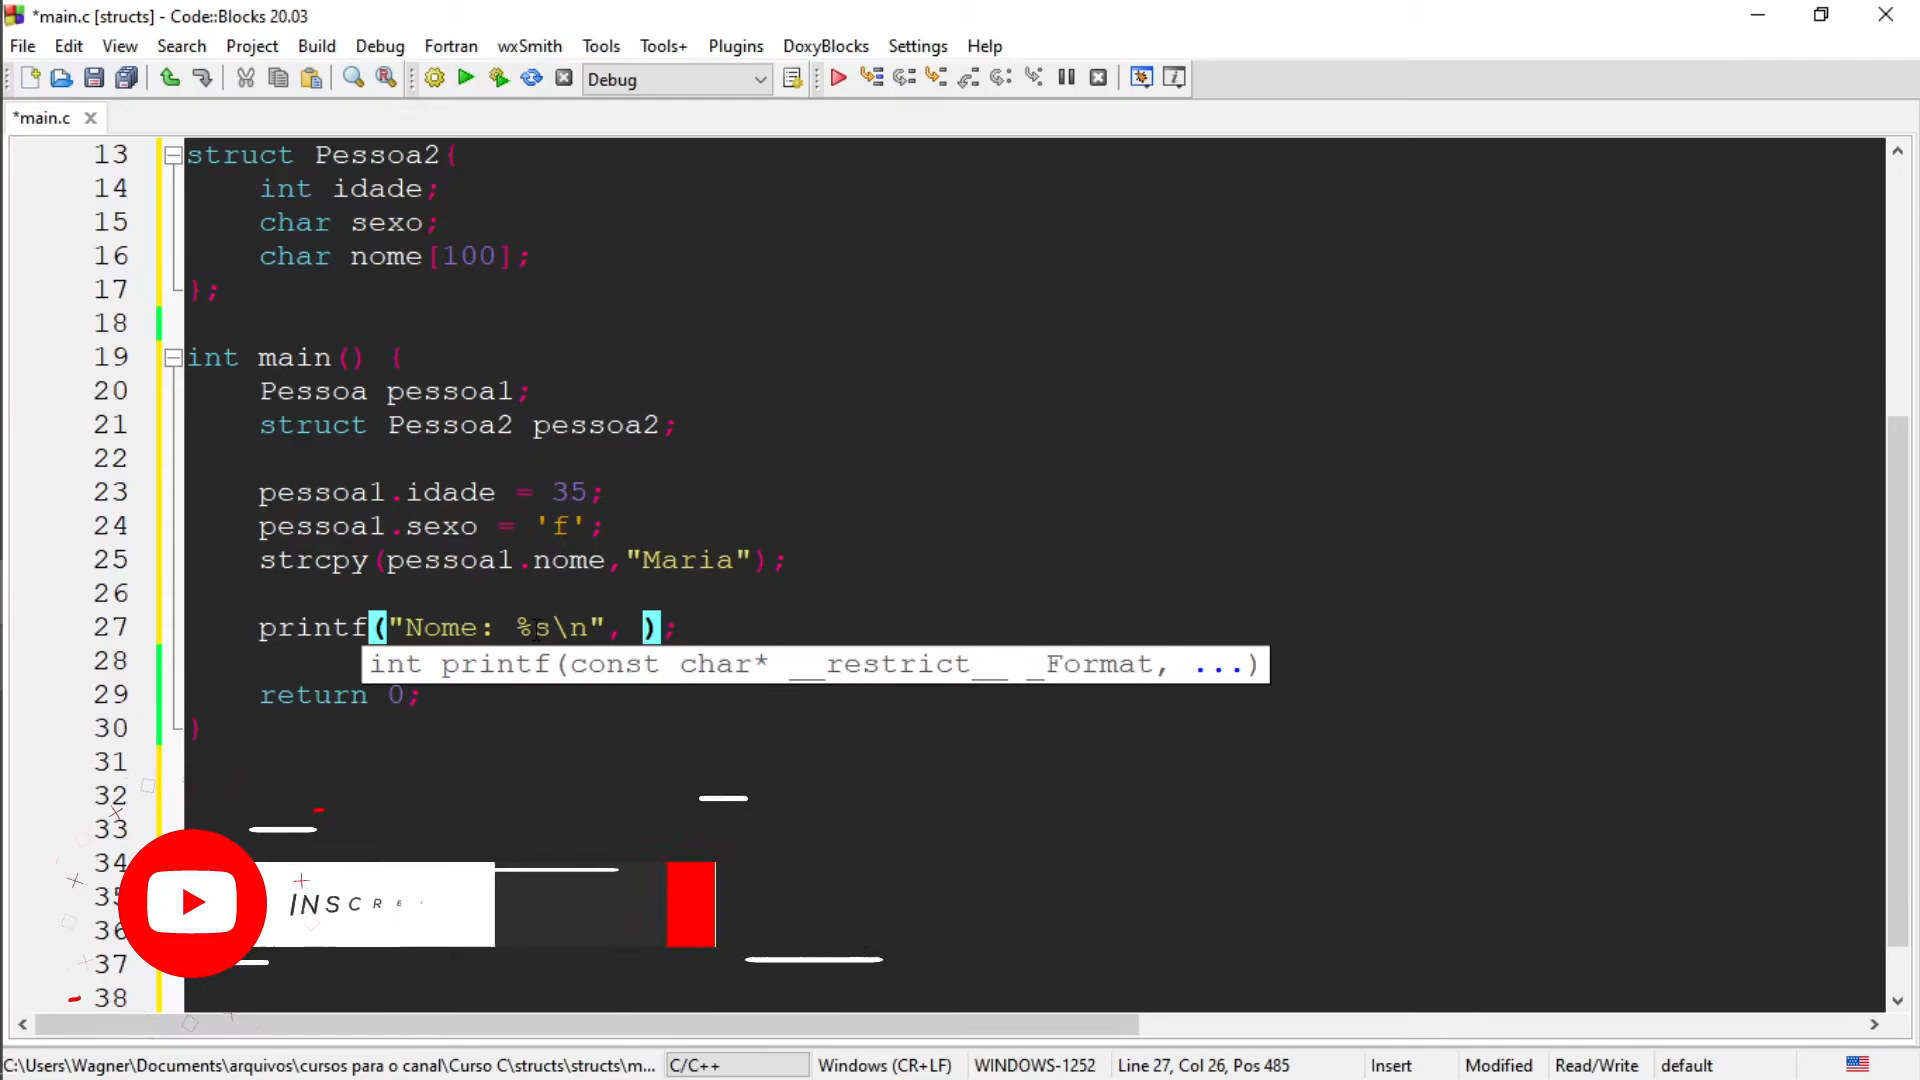 *main.c [structs] - Code::Blocks 20.03
File Edit View Search Project Build Debug Fortran wxSmith Tools Tools+ Plugins DoxyBlocks Settings Help
Debug
*main.c
13 struct Pessoa2{
14 int idade;
15 char sexo;
16 char nome[100];
17 };
18
19 int main() {
20 Pessoa pessoa1;
21 struct Pessoa2 pessoa2;
22
23 pessoa1.idade = 35;
24 pessoa1.sexo = 'f';
25 strcpy(pessoa1.nome,"Maria");
26
27 printf("Nome: %s\n", );
int printf(const char* __restrict__ _Format, ...)
28
29 return 0;
30 }
31
32
33
34
35
36
37
38
INSCRE
C:\Users\Wagner\Documents\arquivos\cursos para o canal\Curso C\structs\structs\m... C/C++ Windows (CR+LF) WINDOWS-1252 Line 27, Col 26, Pos 485 Insert Modified Read/Write default